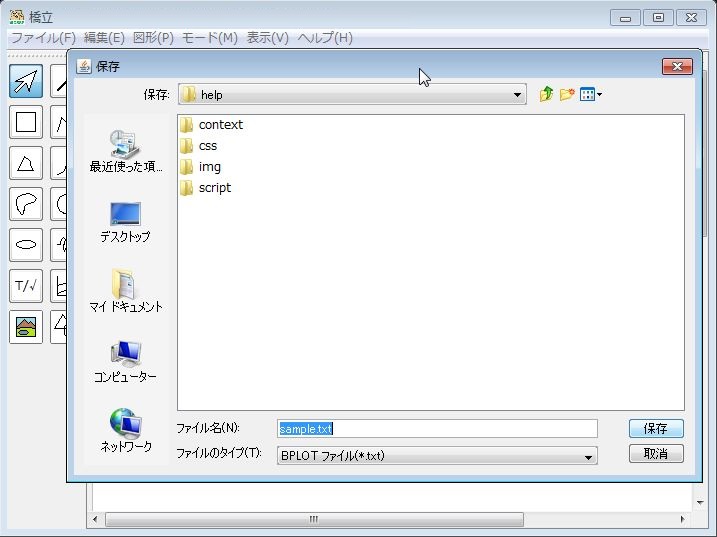 橋立
ファイル(F) 編集(E) 図形(P) モード(M) 表示(V) ヘルプ(H)
保存
保存:
help
context
css
img
script
最近使った項...
デスクトップ
マイ ドキュメント
コンピューター
ネットワーク
T/√
ファイル名(N):
sample.txt
保存
ファイルのタイプ(T):
BPLOT ファイル(*.txt)
取消